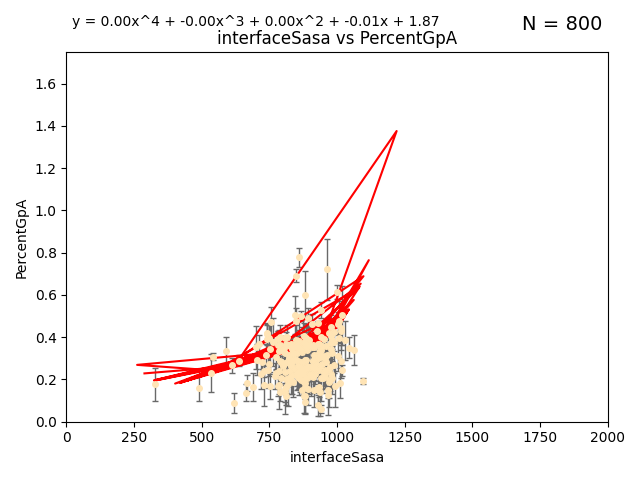 y = 0.00x^4 + -0.00x^3 + 0.00x^2 + -0.01x + 1.87
N = 800
interfaceSasa vs PercentGpA
PercentGpA
1.6
1.4
1.2
1.0
0.8
0.6
0.4
0.2
0.0
0 250 500 750 1000 1250 1500 1750 2000
interfaceSasa